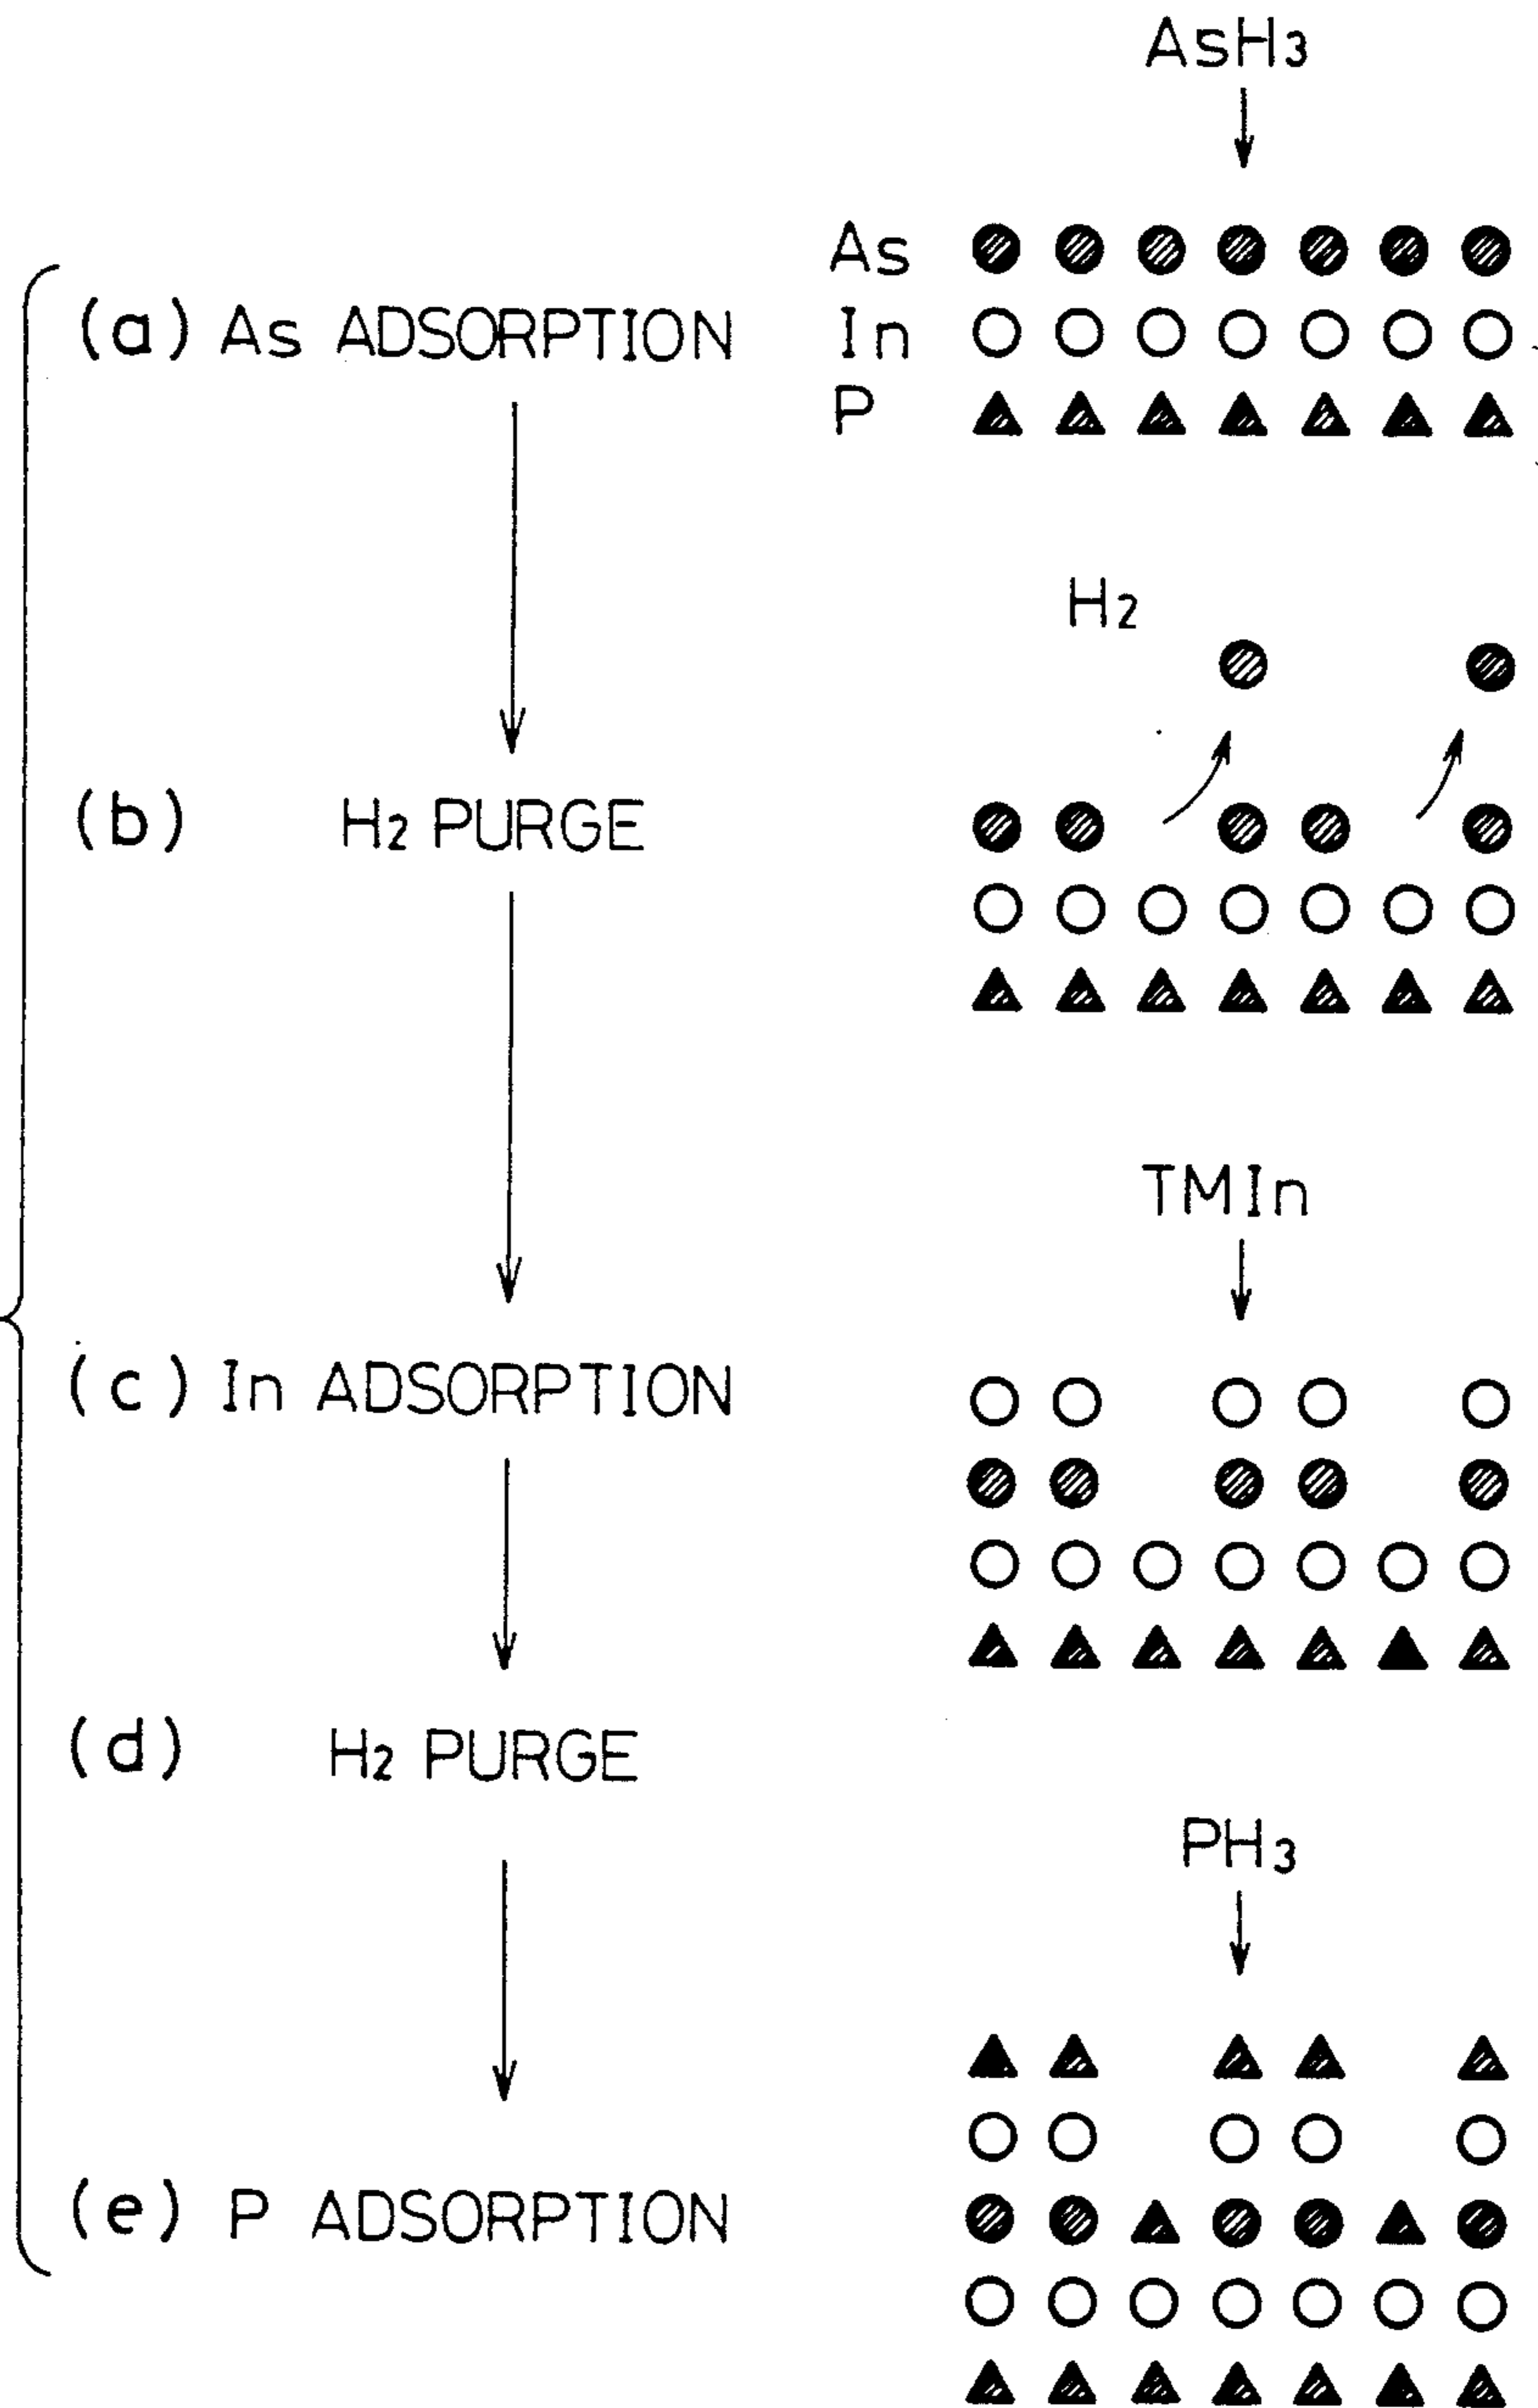 AsH3
As
(a) As ADSORPTION
In
P
H2
(b) H2 PURGE
TMIn
(c) In ADSORPTION
(d) H2 PURGE
PH3
(e) P ADSORPTION